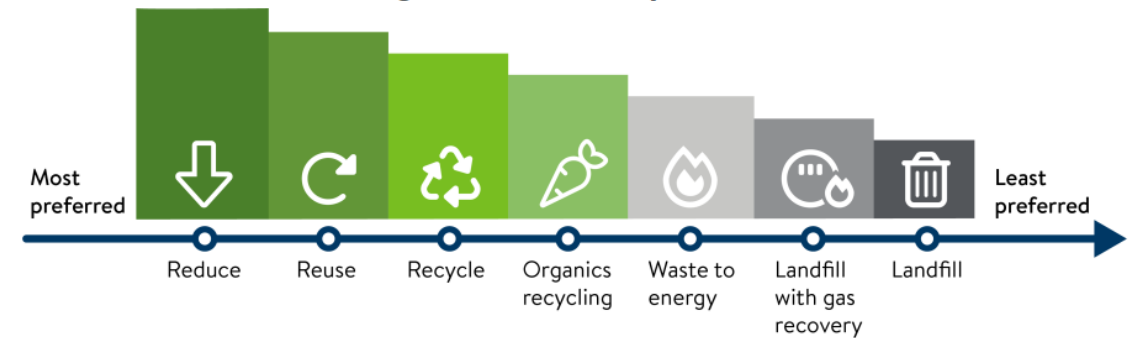 Most
preferred
Least
preferred
Reduce
Reuse
Recycle
Organics
recycling
Waste to
energy
Landfill
with gas
recovery
Landfill